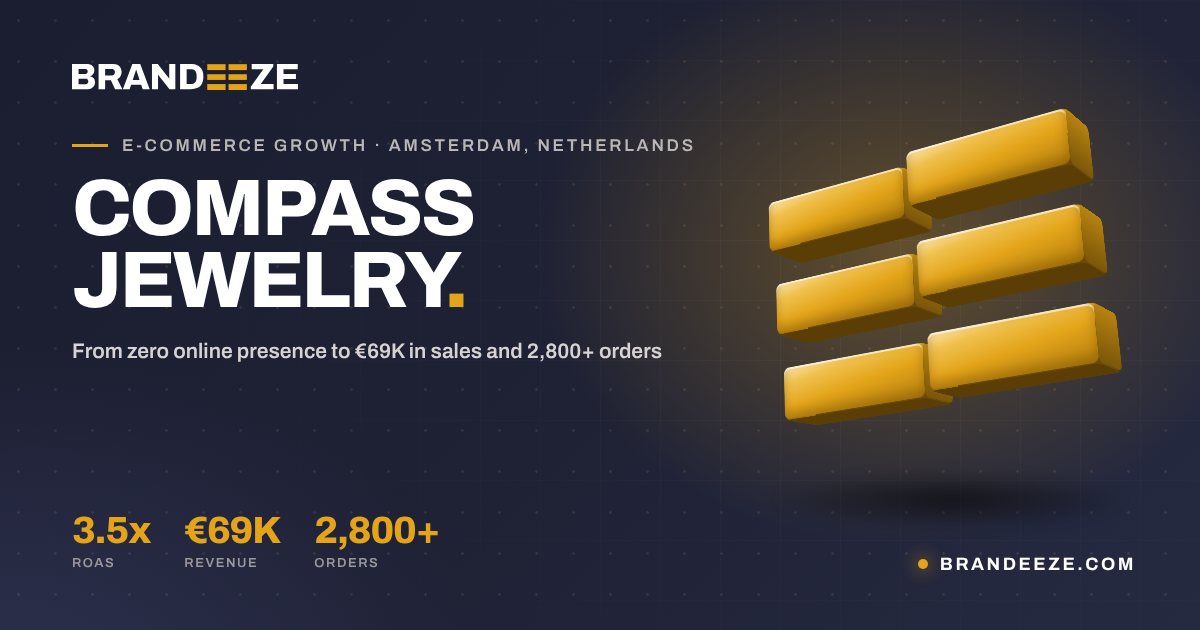 BRANDEEZE
E-COMMERCE GROWTH · AMSTERDAM, NETHERLANDS
COMPASS
JEWELRY.
From zero online presence to €69K in sales and 2,800+ orders
3.5x €69K 2,800+
ROAS REVENUE ORDERS
BRANDEEZE.COM